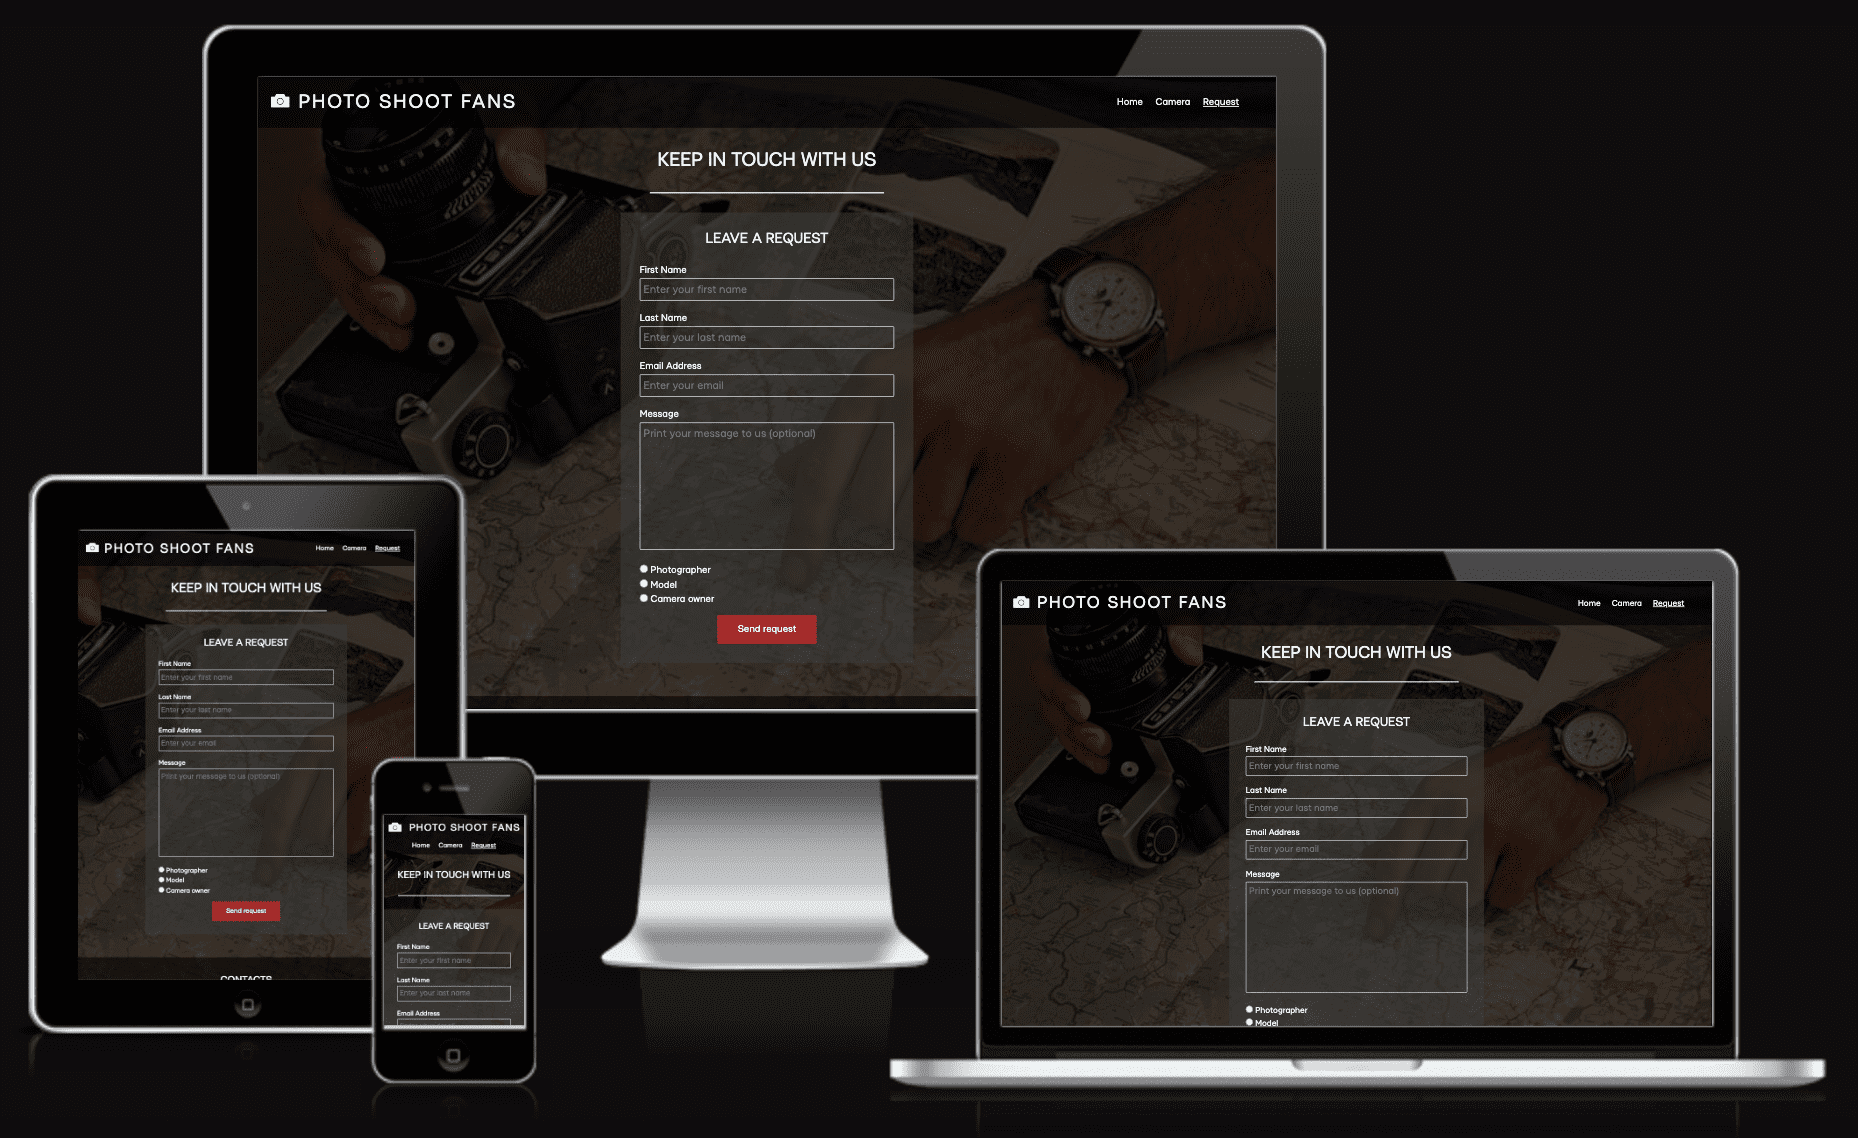 PHOTO SHOOT FANS
Home Camera Request
KEEP IN TOUCH WITH US
LEAVE A REQUEST
First Name
Enter your first name
Last Name
Enter your last name
Email Address
Enter your email
Message
Print your message to us (optional)
Photographer
Model
Camera owner
Send request
PHOTO SHOOT FANS
Home Camera Request
KEEP IN TOUCH WITH US
LEAVE A REQUEST
First Name
Enter your first name
Last Name
Enter your last name
Email Address
Enter your email
Message
Print your message to us (optional)
Photographer
Model
Camera owner
Send request
CONTACTS
PHOTO SHOOT FANS
Home Camera Request
KEEP IN TOUCH WITH US
LEAVE A REQUEST
First Name
Enter your first name
Last Name
Enter your last name
Email Address
PHOTO SHOOT FANS
Home Camera Request
KEEP IN TOUCH WITH US
LEAVE A REQUEST
First Name
Enter your first name
Last Name
Enter your last name
Email Address
Enter your email
Message
Print your message to us (optional)
Photographer
Model